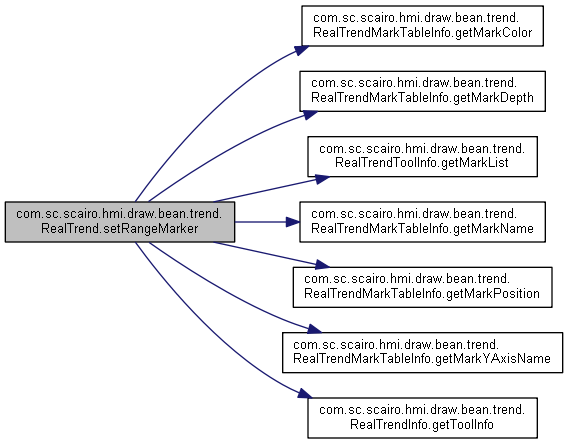 com.sc.scairo.hmi.draw.bean.trend.
RealTrendMarkTableInfo.getMarkColor
com.sc.scairo.hmi.draw.bean.trend.
RealTrendMarkTableInfo.getMarkDepth
com.sc.scairo.hmi.draw.bean.trend.
RealTrendToolInfo.getMarkList
com.sc.scairo.hmi.draw.bean.trend.
RealTrend.setRangeMarker
com.sc.scairo.hmi.draw.bean.trend.
RealTrendMarkTableInfo.getMarkName
com.sc.scairo.hmi.draw.bean.trend.
RealTrendMarkTableInfo.getMarkPosition
com.sc.scairo.hmi.draw.bean.trend.
RealTrendMarkTableInfo.getMarkYAxisName
com.sc.scairo.hmi.draw.bean.trend.
RealTrendInfo.getToolInfo